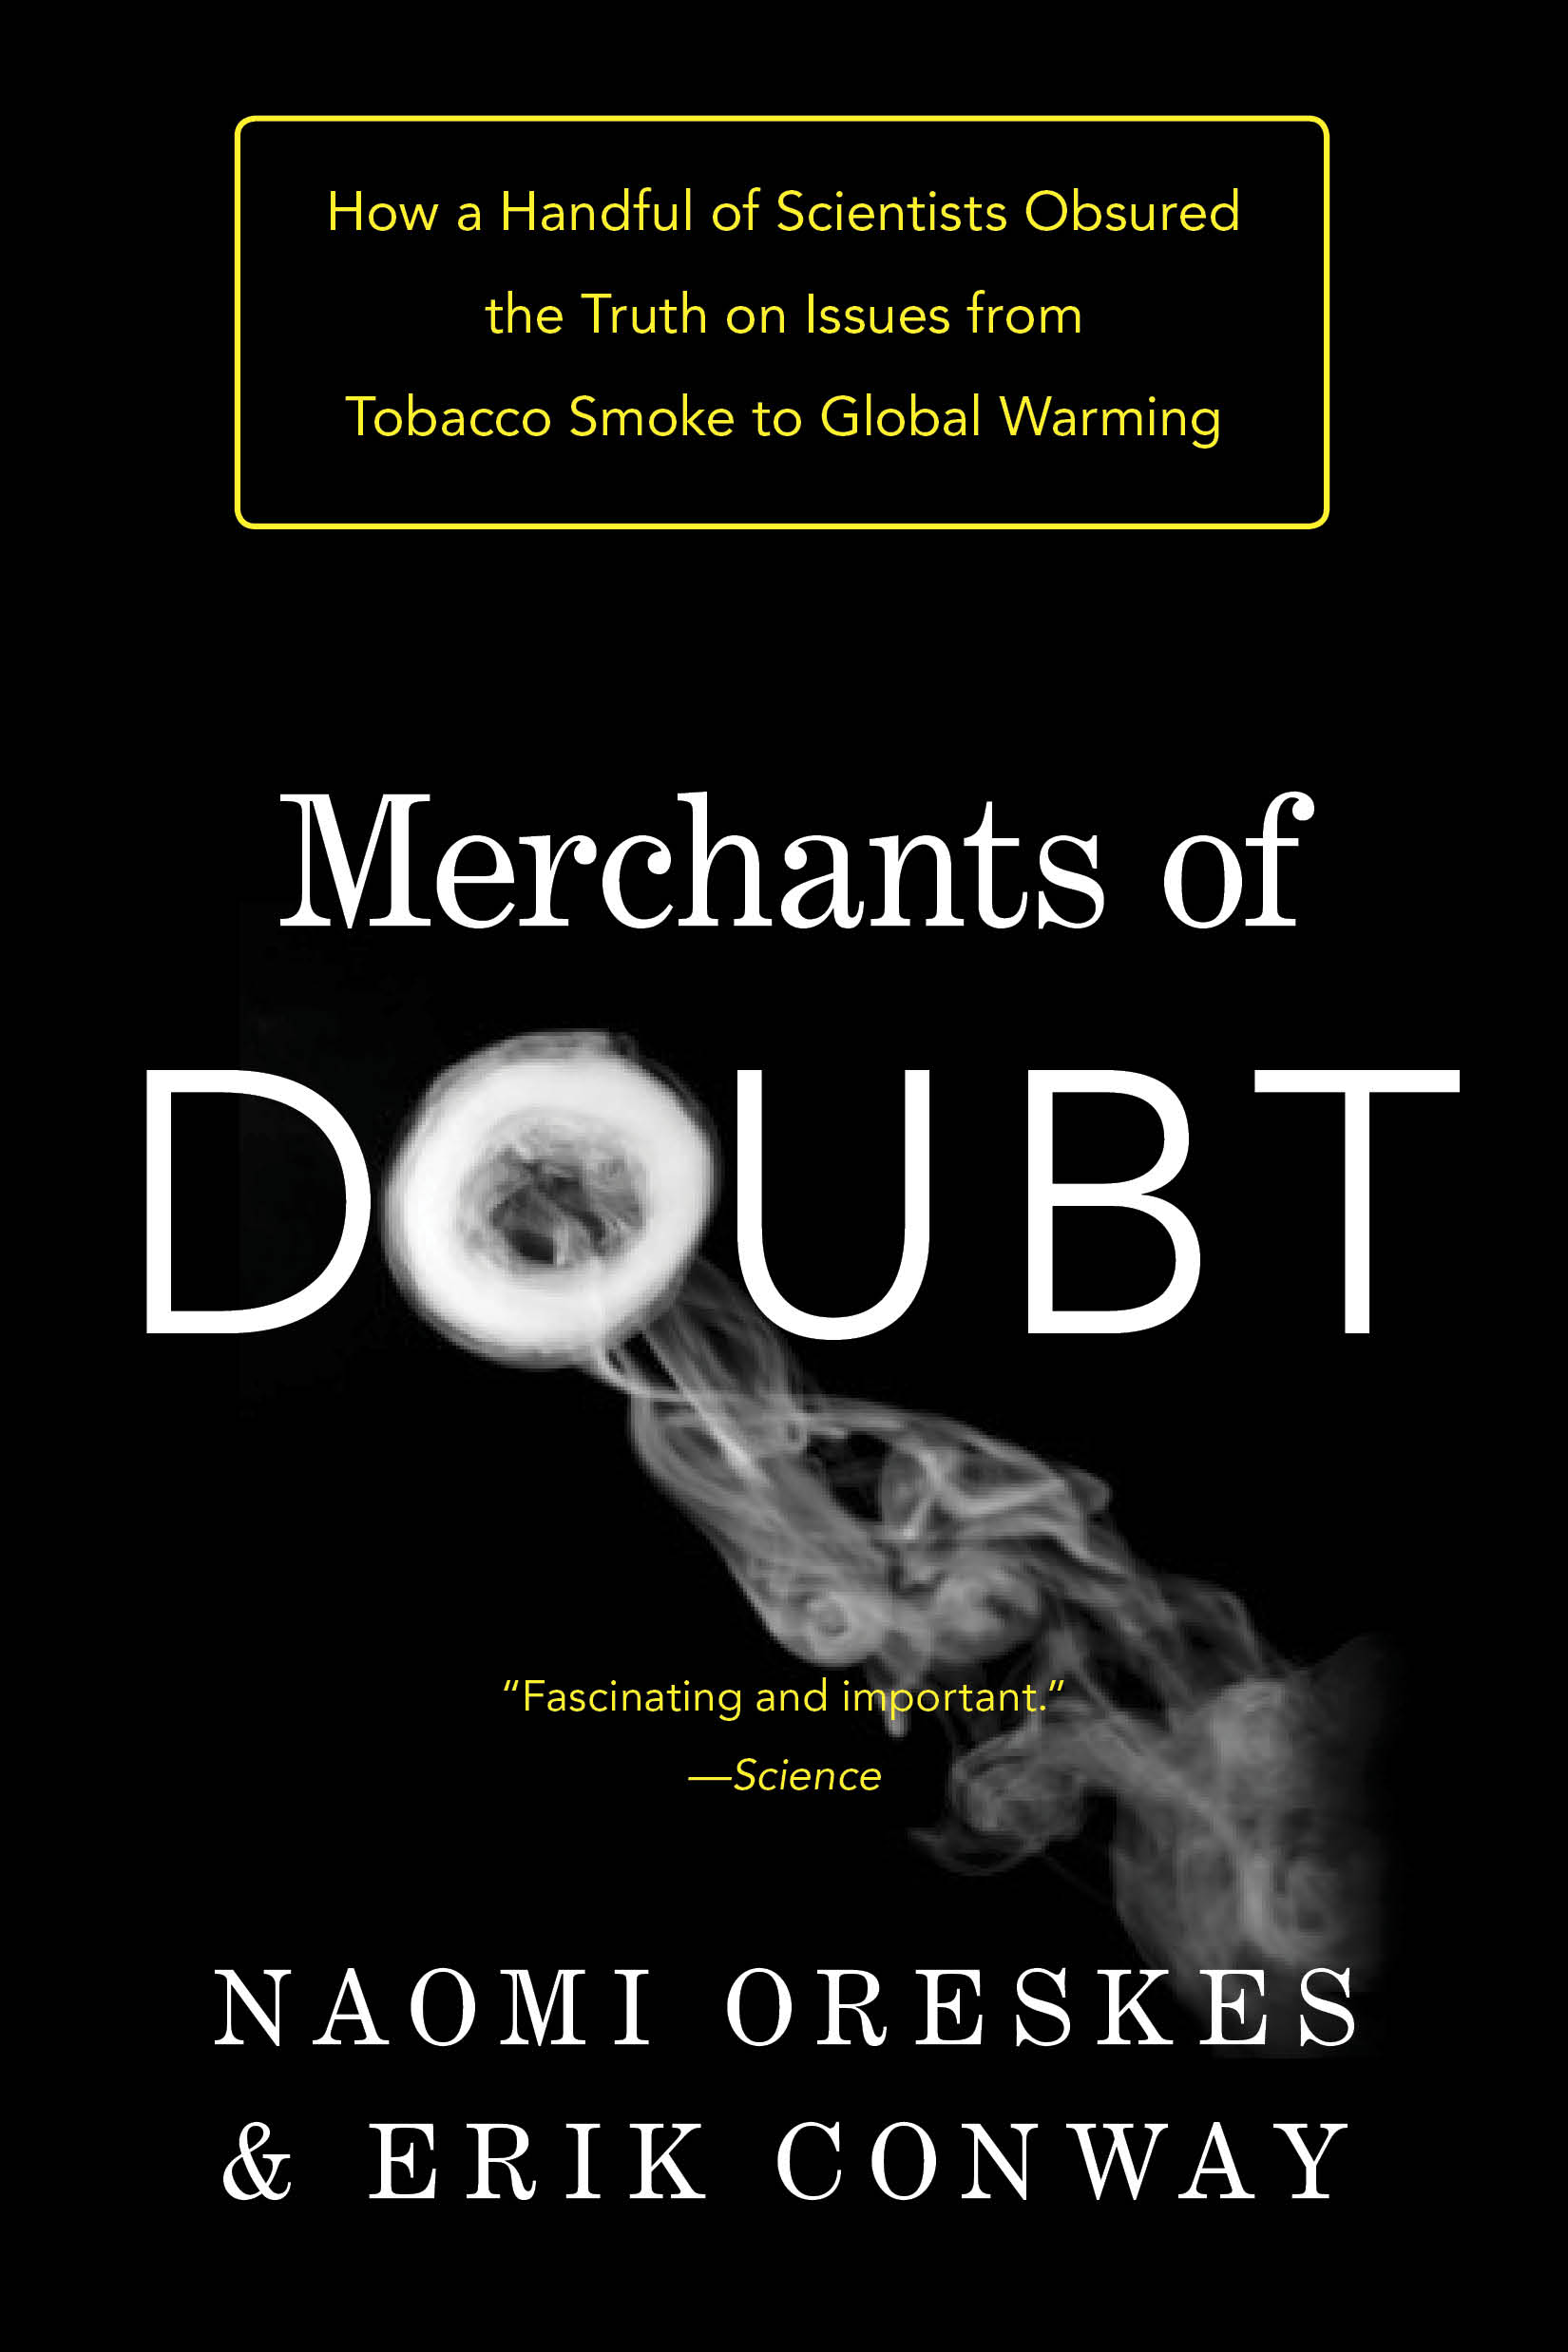 How a Handful of Scientists Obsured
the Truth on Issues from
Tobacco Smoke to Global Warming
Merchants of
DOUBT
“Fascinating and important.”
—Science
NAOMI ORESKES
& ERIK CONWAY